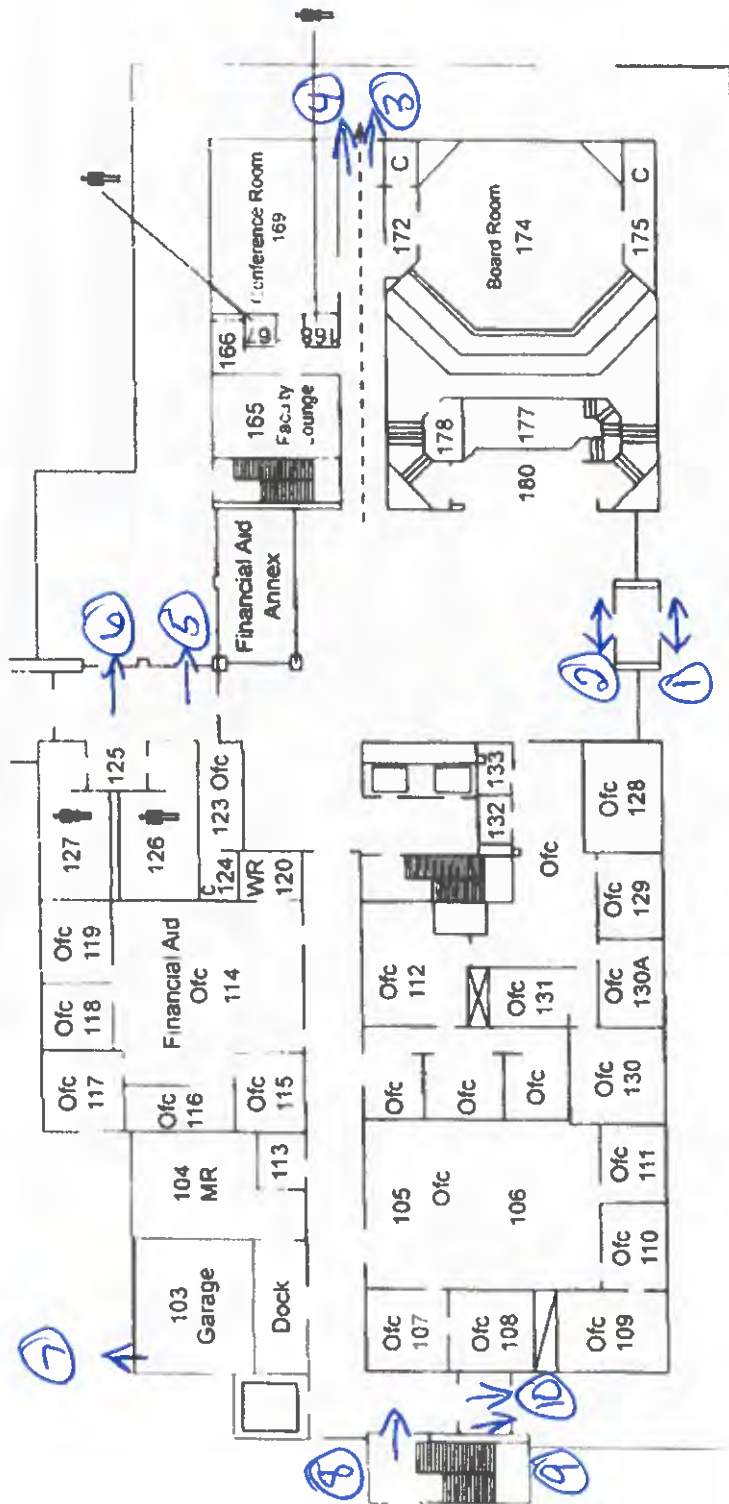 7
6
5
4
3
8
9
10
2
1
103
Garage
Dock
104
MR
113
Ofc
117
Ofc
116
Ofc
115
Ofc
118
Ofc
119
Financial Aid
Ofc
114
127
126
125
C
124
123 Ofc
WR
120
Financial Aid
Annex
165
Faculty
166
Conference Room
169
Ofc
107
Ofc
108
Ofc
109
105
Ofc
106
Ofc
110
Ofc
111
Ofc
Ofc
Ofc
Ofc
130
Ofc
112
Ofc
131
Ofc
130A
Ofc
129
Ofc
128
Ofc
132
133
180
178
177
172
C
Board Room
174
175
C